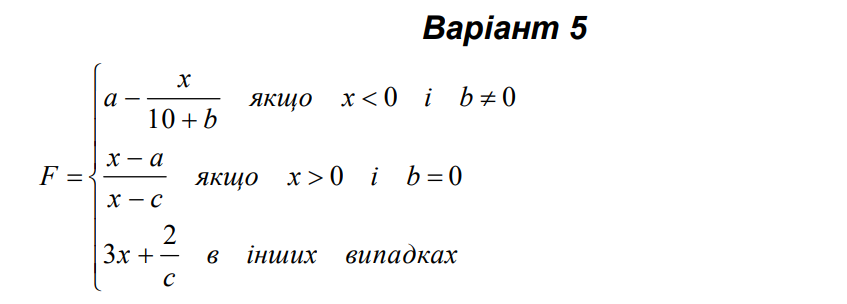 Варіант 5
a − x / (10 + b) якщо x < 0 і b ≠ 0
F = { (x − a) / (x − c) якщо x > 0 і b = 0
3x + 2 / c в інших випадках